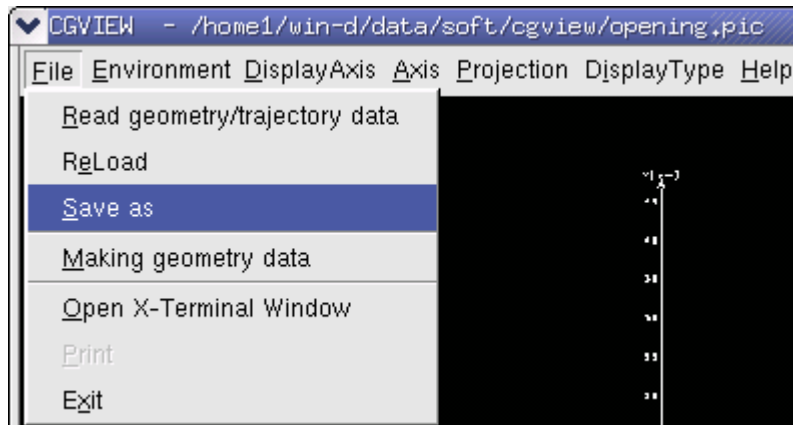 CGVIEW - /home1/win-d/data/soft/cgview/opening.pic
File Environment DisplayAxis Axis Projection DisplayType Help
Read geometry/trajectory data
ReLoad
Save as
Making geometry data
Open X-Terminal Window
Print
Exit